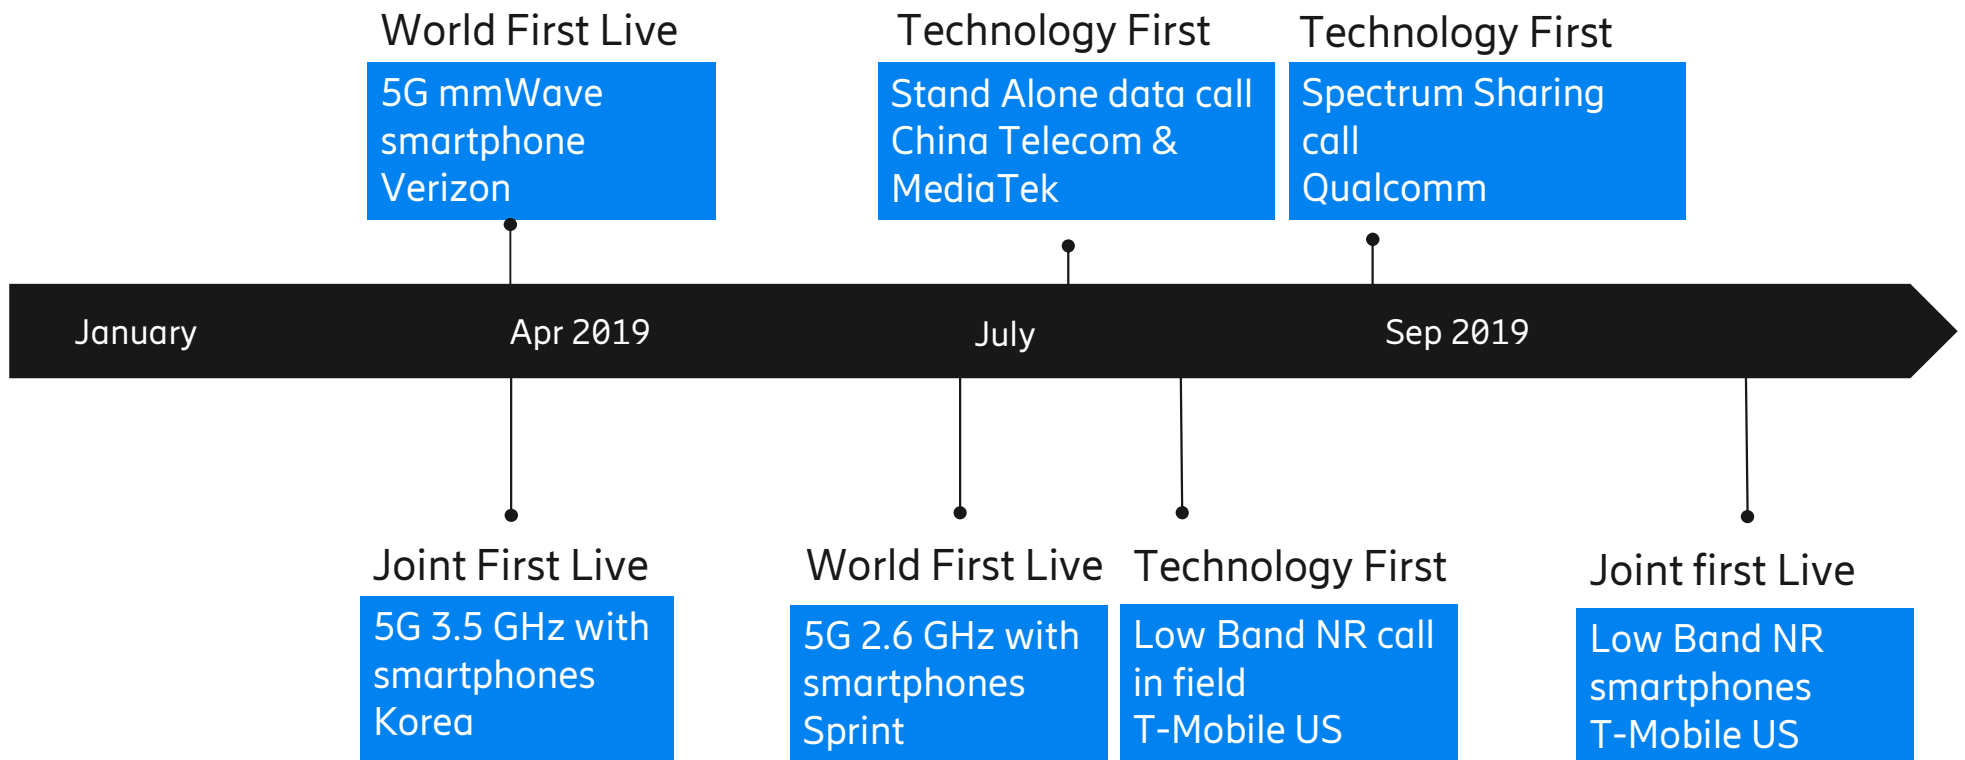 World First Live
5G mmWave
smartphone
Verizon
Technology First
Stand Alone data call
China Telecom &
MediaTek
Technology First
Spectrum Sharing
call
Qualcomm
January
Apr 2019
July
Sep 2019
Joint First Live
5G 3.5 GHz with
smartphones
Korea
World First Live
5G 2.6 GHz with
smartphones
Sprint
Technology First
Low Band NR call
in field
T-Mobile US
Joint first Live
Low Band NR
smartphones
T-Mobile US